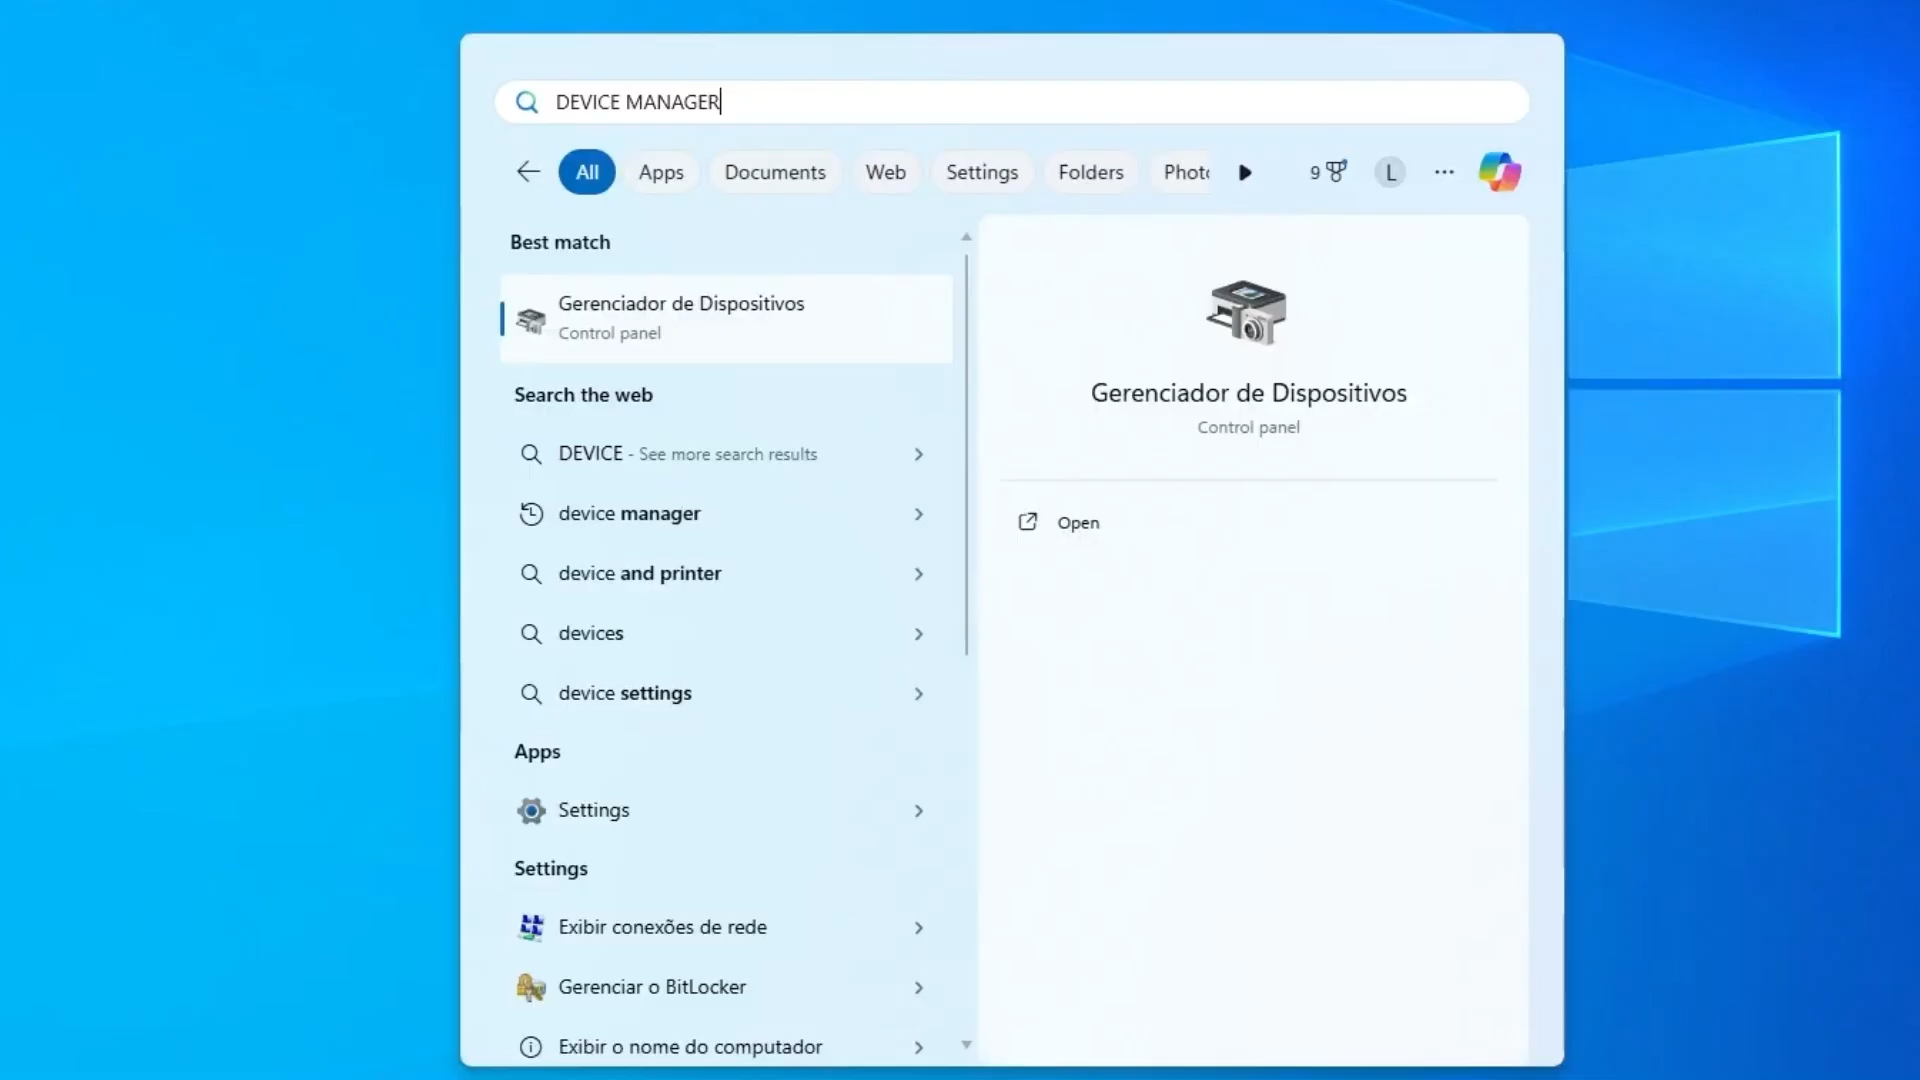 DEVICE MANAGER
All Apps Documents Web Settings Folders Photo 9 L
Best match
Gerenciador de Dispositivos
Control panel
Search the web
DEVICE - See more search results
device manager
device and printer
devices
device settings
Apps
Settings
Settings
Exibir conexões de rede
Gerenciar o BitLocker
Exibir o nome do computador
Gerenciador de Dispositivos
Control panel
Open